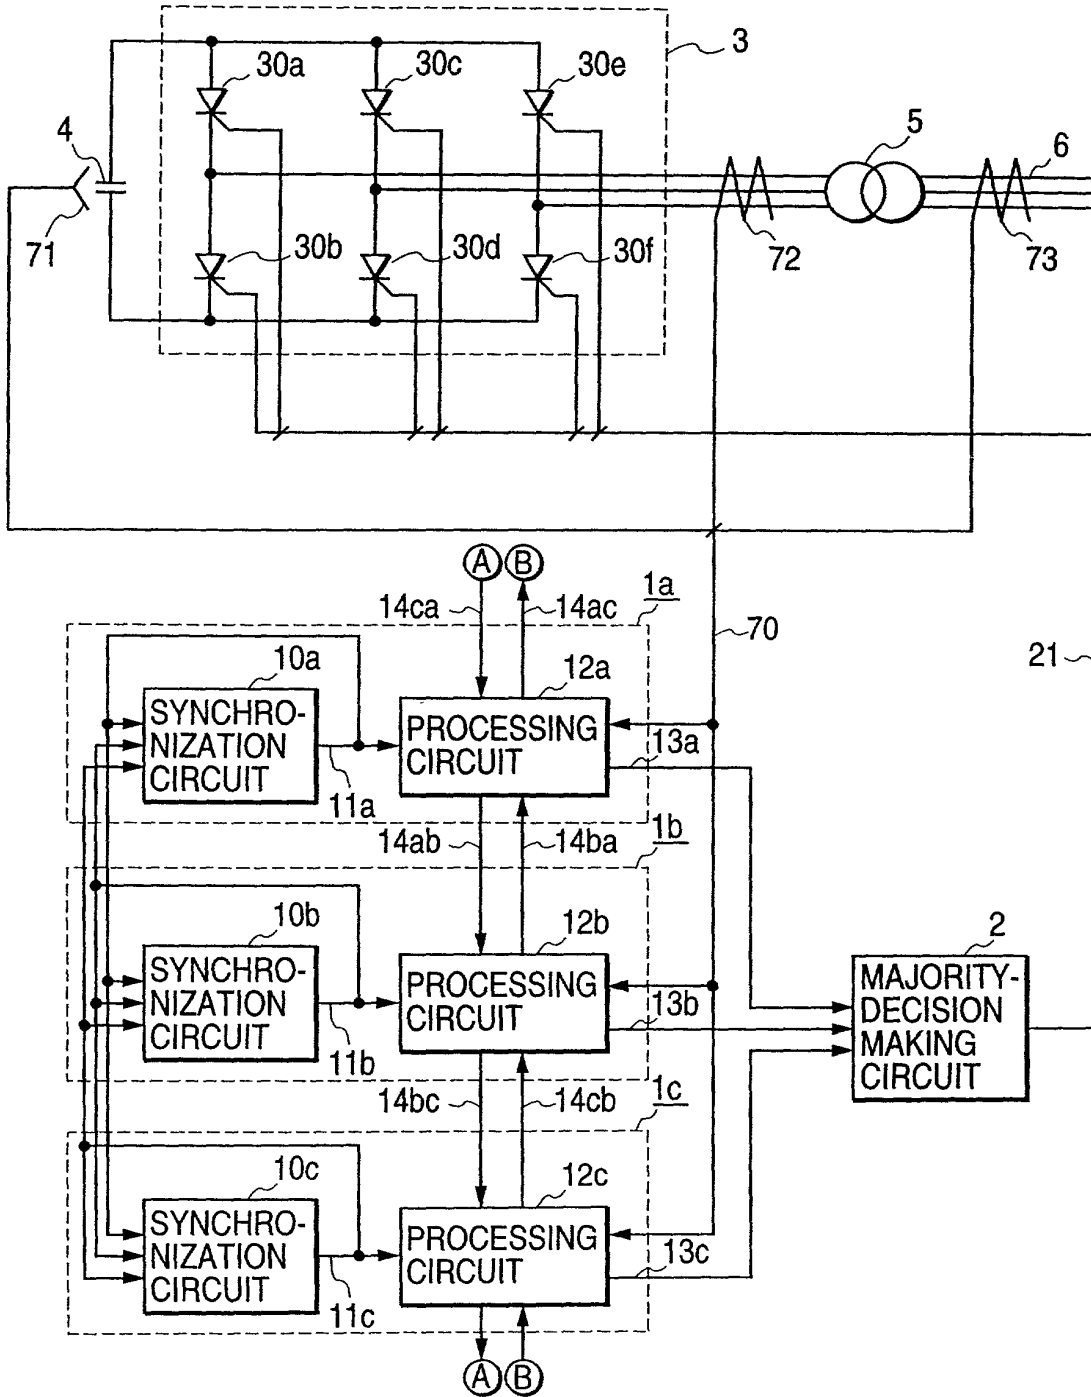 3
30a
30c
30e
4
5
6
71
30b
30d
30f
72
73
A
B
14ca
14ac
1a
70
21
10a
12a
SYNCHRO-
NIZATION
CIRCUIT
PROCESSING
CIRCUIT
11a
13a
14ab
14ba
1b
10b
12b
2
SYNCHRO-
NIZATION
CIRCUIT
PROCESSING
CIRCUIT
MAJORITY-
DECISION
MAKING
CIRCUIT
11b
13b
14bc
14cb
1c
10c
12c
SYNCHRO-
NIZATION
CIRCUIT
PROCESSING
CIRCUIT
11c
13c
A
B